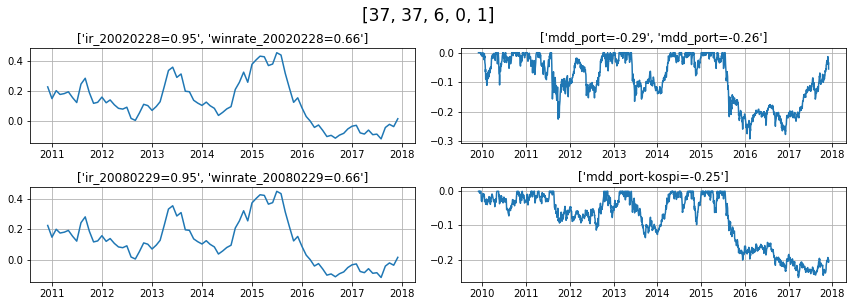 [37, 37, 6, 0, 1]
['ir_20020228=0.95', 'winrate_20020228=0.66']
0.4
0.2
0.0
2011 2012 2013 2014 2015 2016 2017 2018
['mdd_port=-0.29', 'mdd_port=-0.26']
0.0
−0.1
−0.2
−0.3
2010 2011 2012 2013 2014 2015 2016 2017 2018
['ir_20080229=0.95', 'winrate_20080229=0.66']
0.4
0.2
0.0
2011 2012 2013 2014 2015 2016 2017 2018
['mdd_port-kospi=-0.25']
0.0
−0.1
−0.2
2010 2011 2012 2013 2014 2015 2016 2017 2018